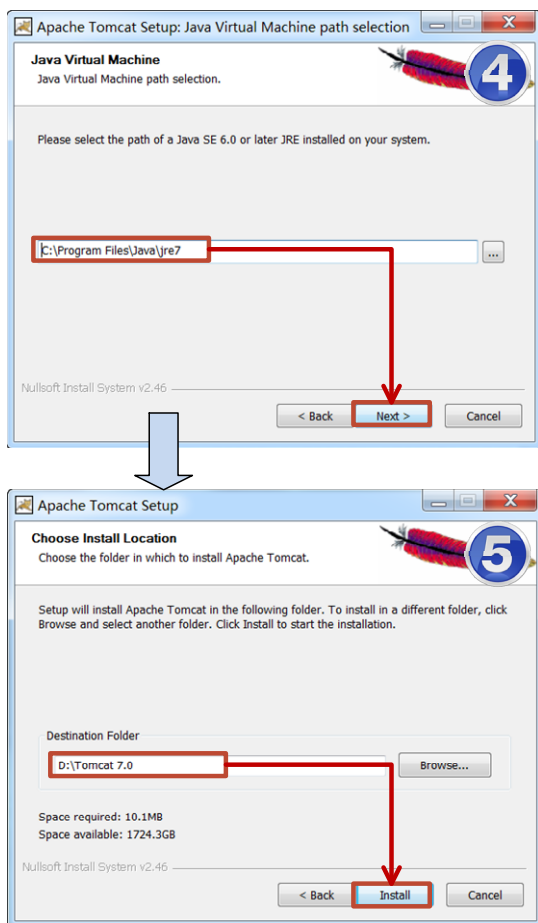 Apache Tomcat Setup: Java Virtual Machine path selection
Java Virtual Machine
Java Virtual Machine path selection.
4
Please select the path of a Java SE 6.0 or later JRE installed on your system.
C:\Program Files\Java\jre7
...
Nullsoft Install System v2.46
< Back Next > Cancel
Apache Tomcat Setup
Choose Install Location
Choose the folder in which to install Apache Tomcat.
5
Setup will install Apache Tomcat in the following folder. To install in a different folder, click
Browse and select another folder. Click Install to start the installation.
Destination Folder
D:\Tomcat 7.0
Browse...
Space required: 10.1MB
Space available: 1724.3GB
Nullsoft Install System v2.46
< Back Install Cancel